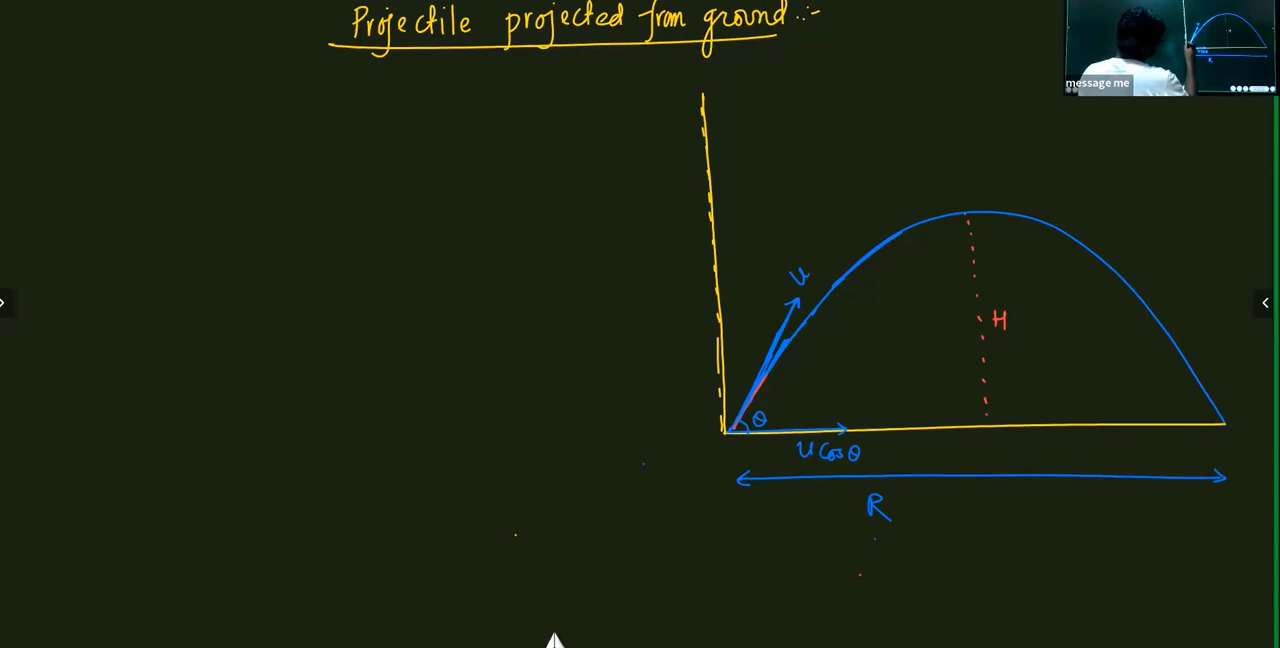 Projectile projected from ground :-
message me
u
H
θ
u cos θ
R